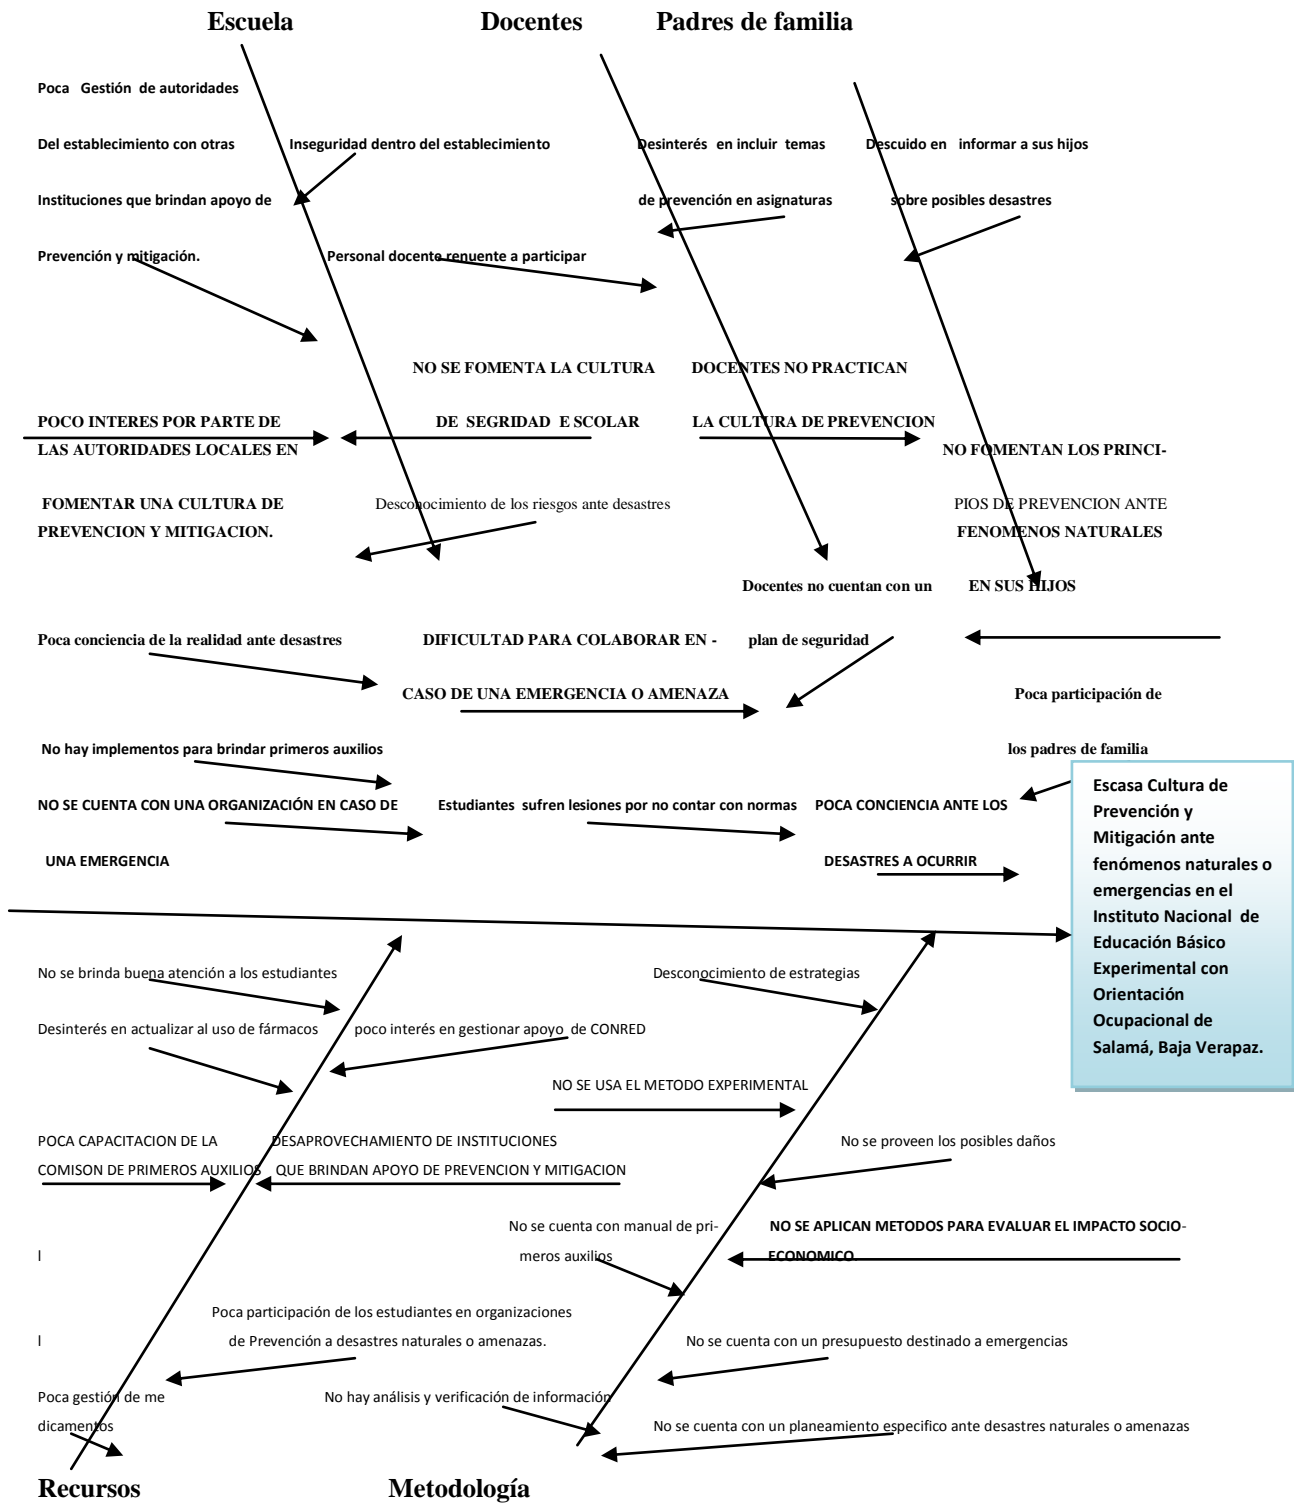 Escuela Docentes Padres de familia
Poca Gestión de autoridades
Del establecimiento con otras Inseguridad dentro del establecimiento Desinterés en incluir temas Descuido en informar a sus hijos
Instituciones que brindan apoyo de de prevención en asignaturas sobre posibles desastres
Prevención y mitigación. Personal docente renuente a participar
NO SE FOMENTA LA CULTURA DOCENTES NO PRACTICAN
POCO INTERES POR PARTE DE DE SEGRIDAD E SCOLAR LA CULTURA DE PREVENCION
LAS AUTORIDADES LOCALES EN NO FOMENTAN LOS PRINCI-
FOMENTAR UNA CULTURA DE Desconocimiento de los riesgos ante desastres PIOS DE PREVENCION ANTE
PREVENCION Y MITIGACION. FENOMENOS NATURALES
Docentes no cuentan con un EN SUS HIJOS
Poca conciencia de la realidad ante desastres DIFICULTAD PARA COLABORAR EN - plan de seguridad
CASO DE UNA EMERGENCIA O AMENAZA Poca participación de
No hay implementos para brindar primeros auxilios los padres de familia
NO SE CUENTA CON UNA ORGANIZACIÓN EN CASO DE Estudiantes sufren lesiones por no contar con normas POCA CONCIENCIA ANTE LOS
UNA EMERGENCIA DESASTRES A OCURRIR
Escasa Cultura de
Prevención y
Mitigación ante
fenómenos naturales o
emergencias en el
Instituto Nacional de
Educación Básico
Experimental con
Orientación
Ocupacional de
Salamá, Baja Verapaz.
No se brinda buena atención a los estudiantes Desconocimiento de estrategias
Desinterés en actualizar al uso de fármacos poco interés en gestionar apoyo de CONRED
NO SE USA EL METODO EXPERIMENTAL
POCA CAPACITACION DE LA DESAPROVECHAMIENTO DE INSTITUCIONES No se proveen los posibles daños
COMISON DE PRIMEROS AUXILIOS QUE BRINDAN APOYO DE PREVENCION Y MITIGACION
No se cuenta con manual de pri- NO SE APLICAN METODOS PARA EVALUAR EL IMPACTO SOCIO-
l meros auxilios ECONOMICO.
Poca participación de los estudiantes en organizaciones
l de Prevención a desastres naturales o amenazas. No se cuenta con un presupuesto destinado a emergencias
Poca gestión de me No hay análisis y verificación de información
dicamentos No se cuenta con un planeamiento especifico ante desastres naturales o amenazas
Recursos Metodología